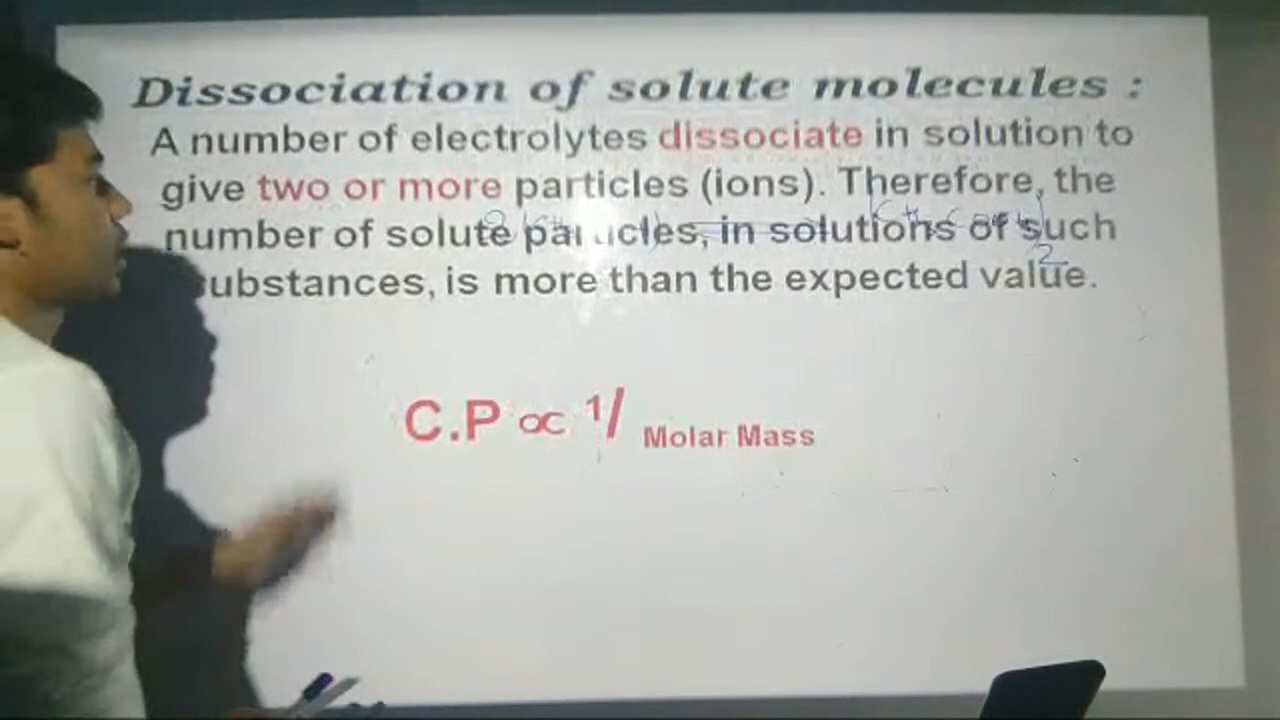 Dissociation of solute molecules :
A number of electrolytes dissociate in solution to
give two or more particles (ions). Therefore, the
number of solute particles, in solutions of such
substances, is more than the expected value.
C.P ∝ 1/ Molar Mass